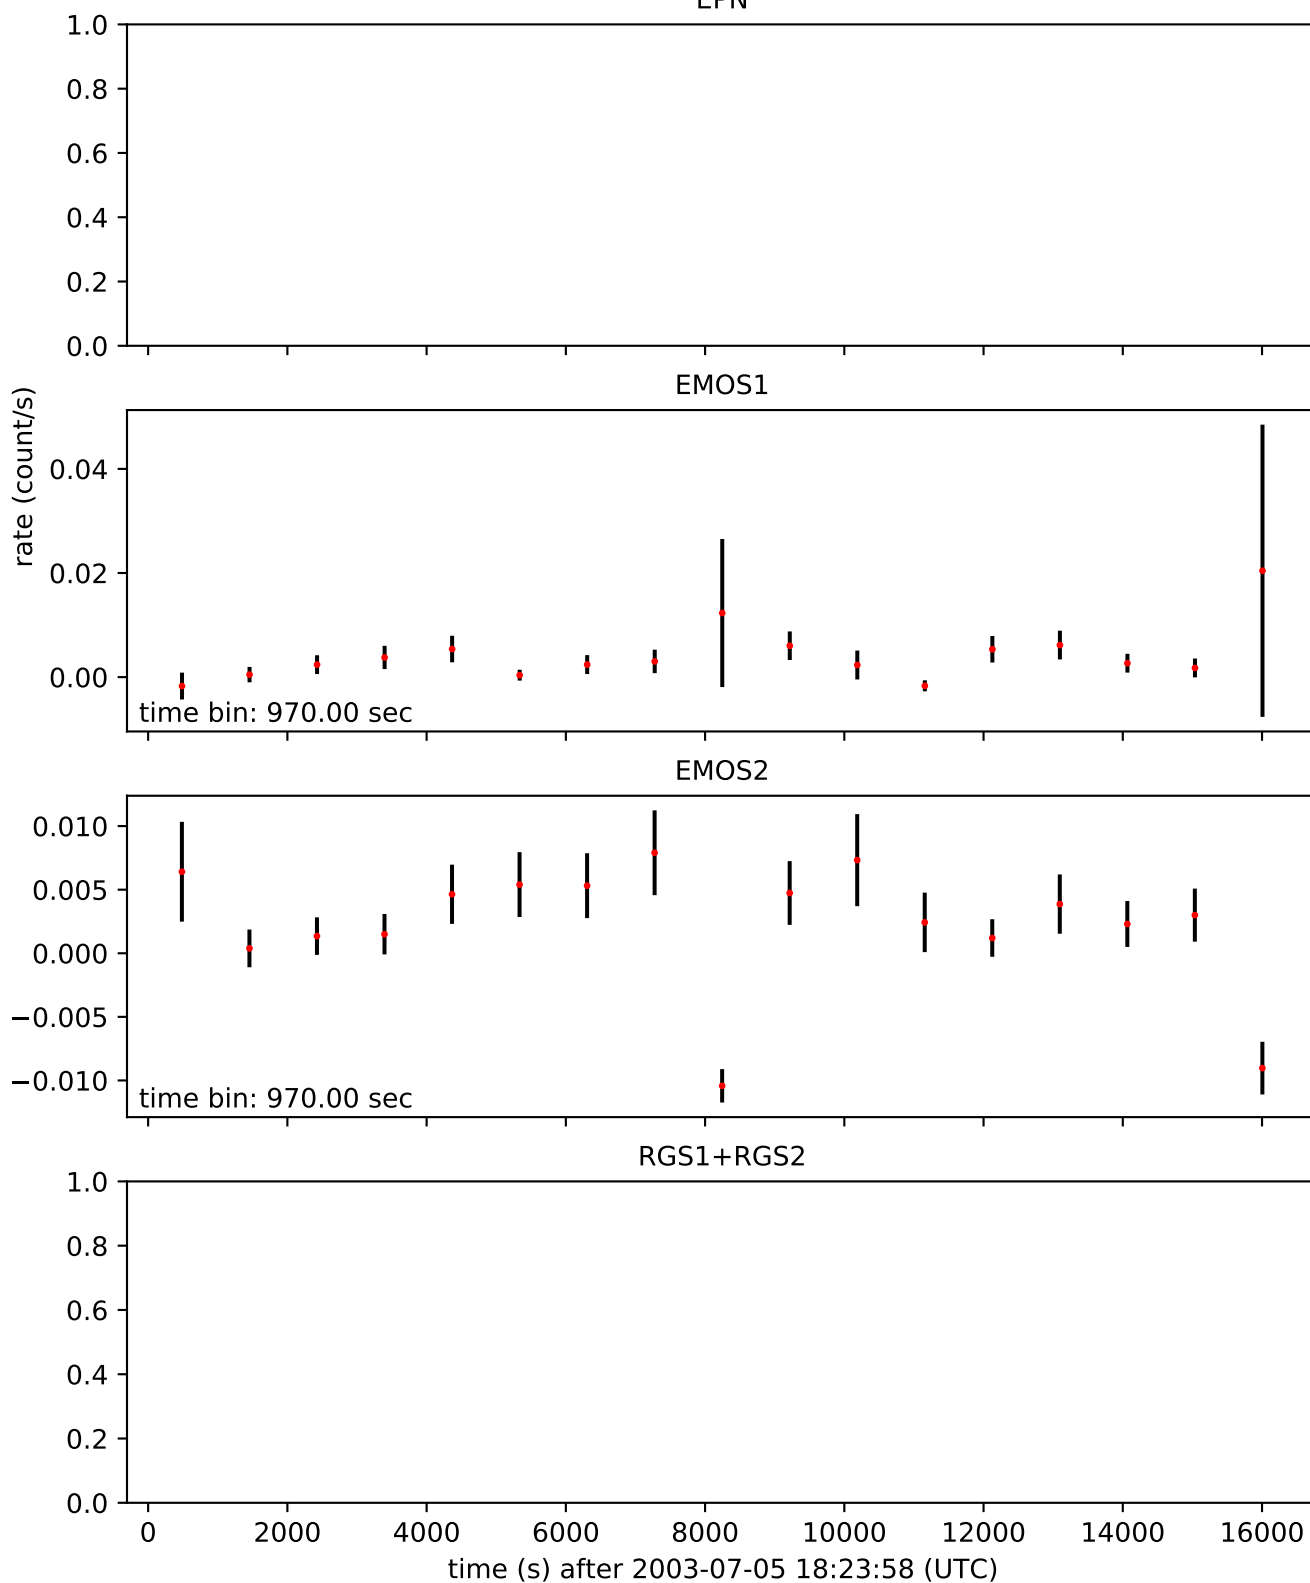 EPN
1.0
0.8
0.6
0.4
0.2
0.0
rate (count/s)
EMOS1
0.04
0.02
0.00
time bin: 970.00 sec
EMOS2
0.010
0.005
0.000
−0.005
−0.010
time bin: 970.00 sec
RGS1+RGS2
1.0
0.8
0.6
0.4
0.2
0.0
0 2000 4000 6000 8000 10000 12000 14000 16000
time (s) after 2003-07-05 18:23:58 (UTC)